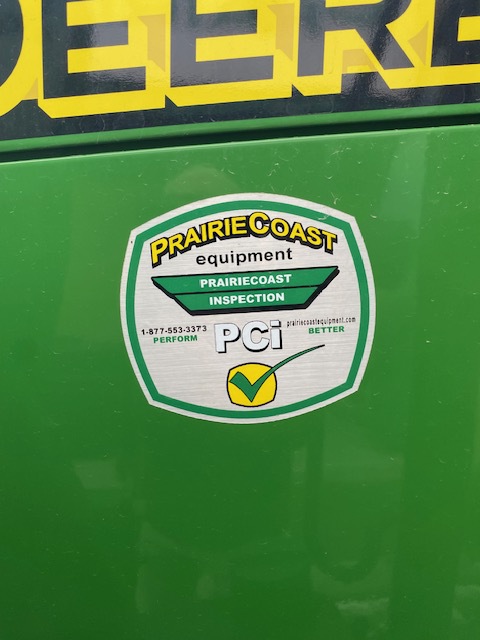 DEERE
PRAIRIECOAST
equipment
PRAIRIECOAST
INSPECTION
1-877-553-3373 PCi prairiecoastequipment.com
PERFORM BETTER